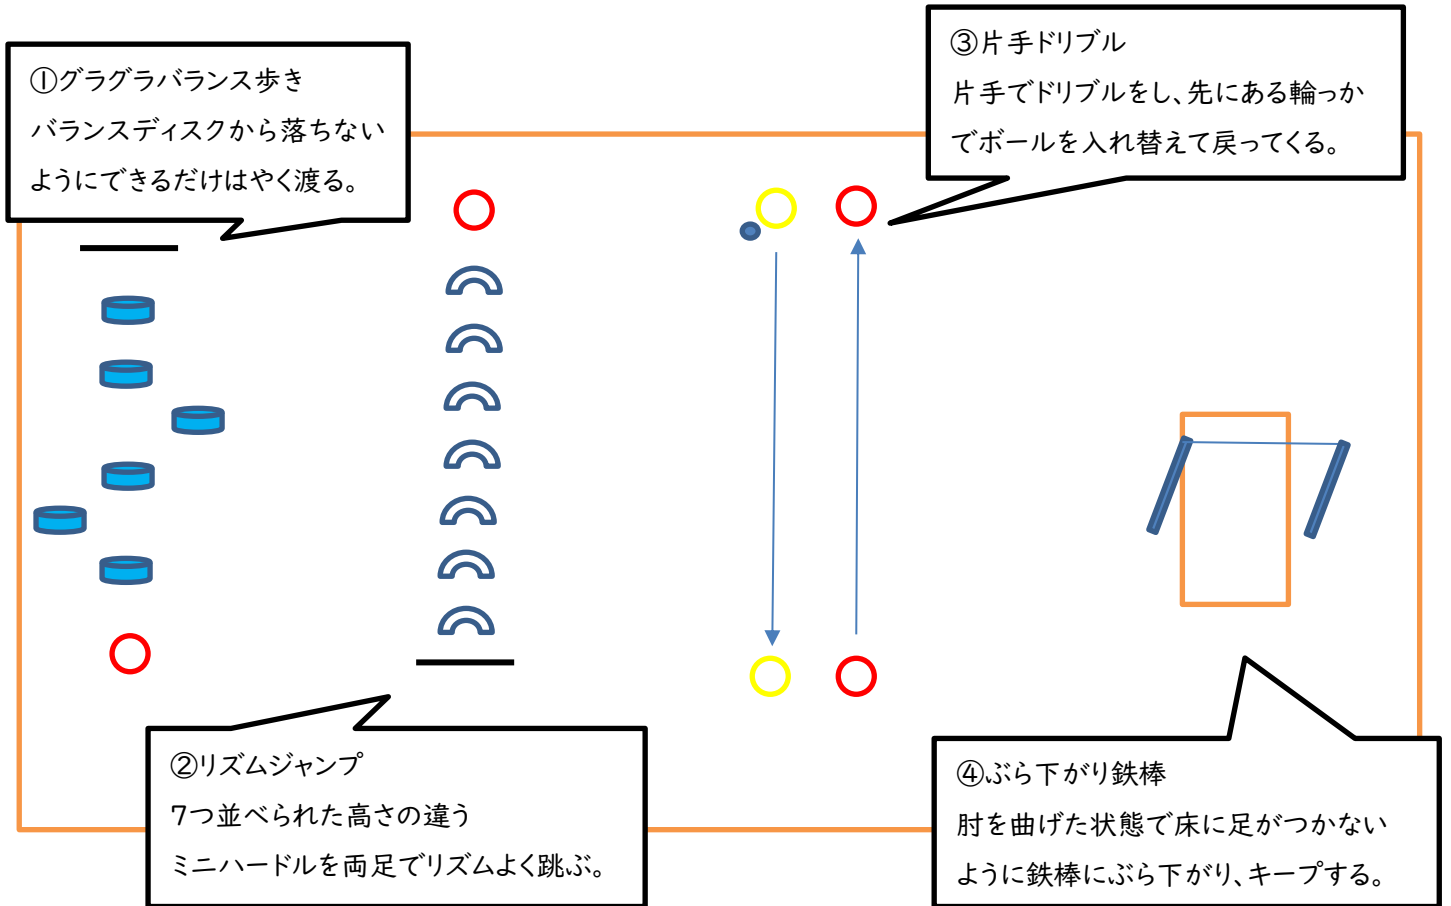 ①グラグラバランス歩き
バランスディスクから落ちない
ようにできるだけはやく渡る。
②リズムジャンプ
7つ並べられた高さの違う
ミニハードルを両足でリズムよく跳ぶ。
③片手ドリブル
片手でドリブルをし、先にある輪っか
でボールを入れ替えて戻ってくる。
④ぶら下がり鉄棒
肘を曲げた状態で床に足がつかない
ように鉄棒にぶら下がり、キープする。